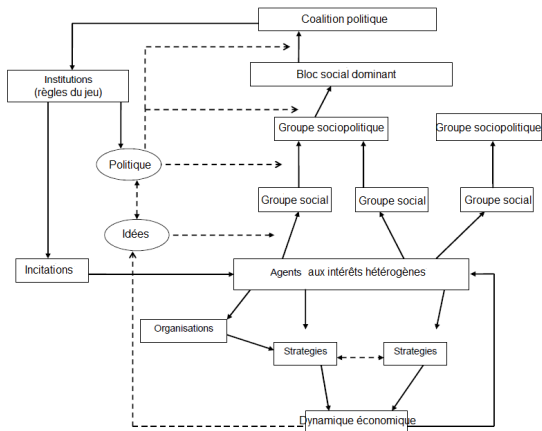 Coalition politique
Bloc social dominant
Institutions
(règles du jeu)
Groupe sociopolitique
Groupe sociopolitique
Politique
Groupe social
Groupe social
Groupe social
Idées
Incitations
Agents aux intérêts hétérogènes
Organisations
Strategies
Strategies
Dynamique économique